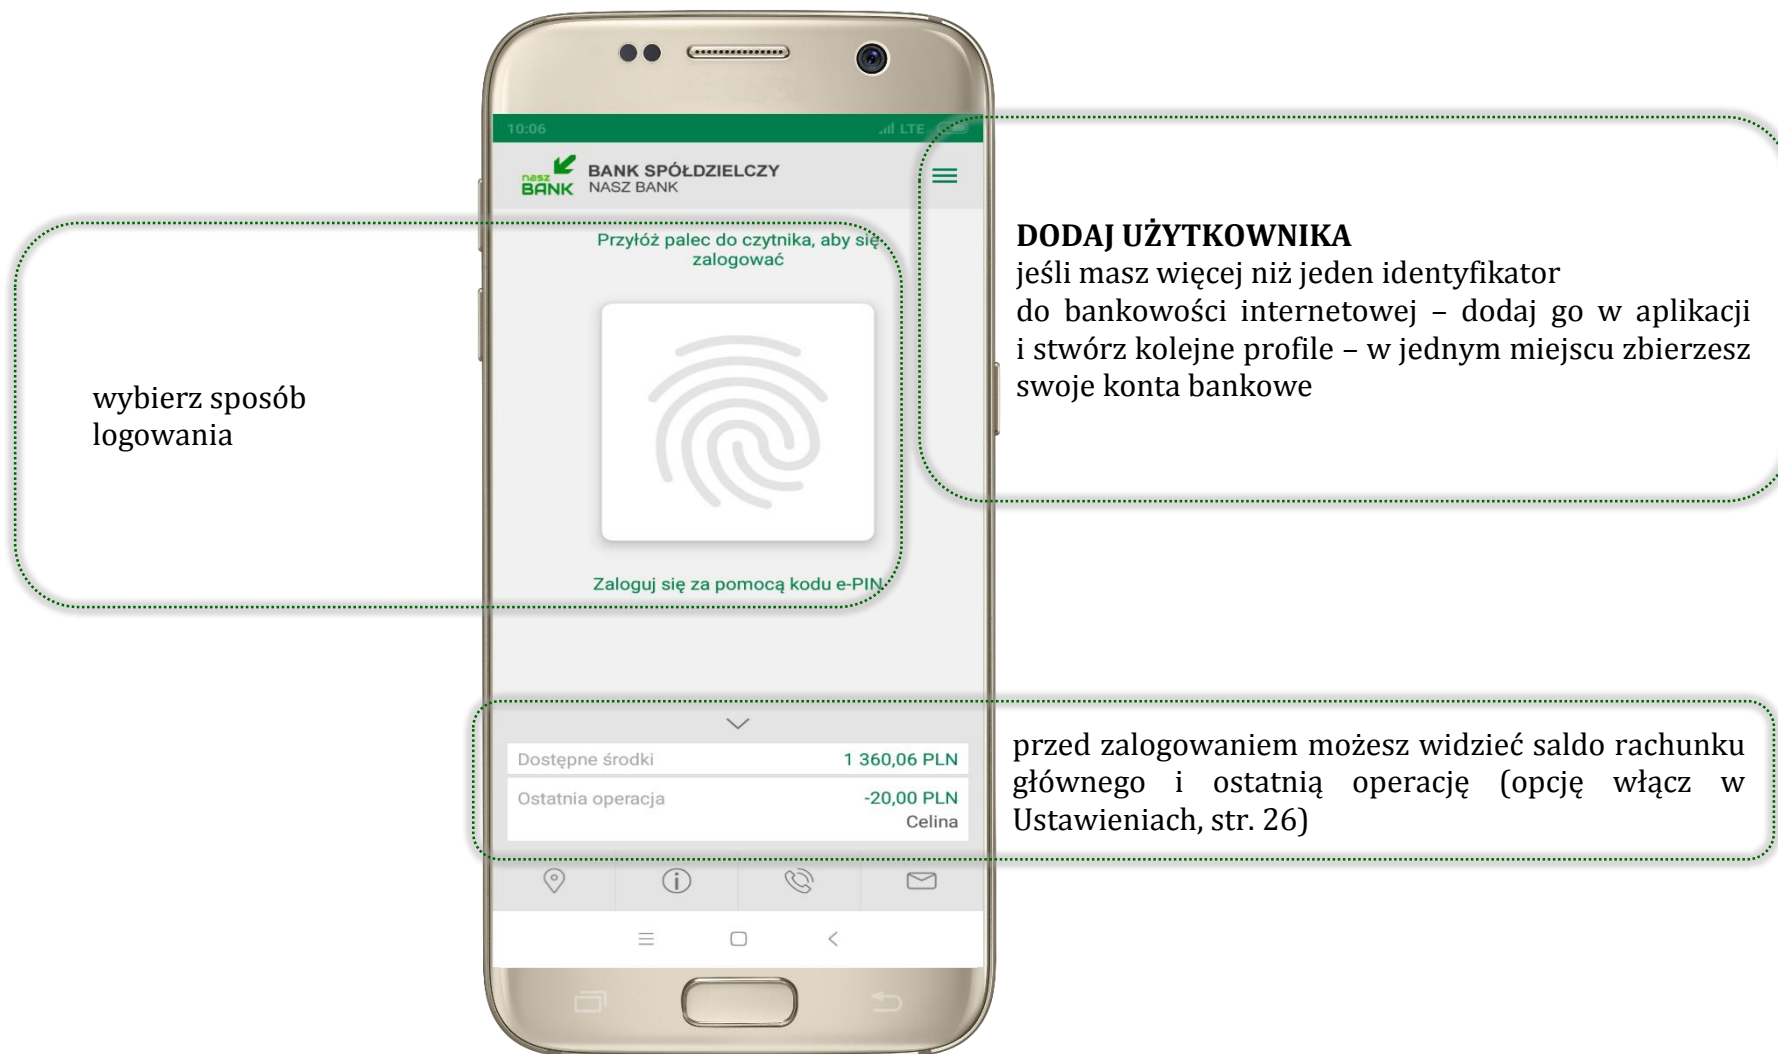 10:06
LTE
nasz
BANK
BANK SPÓŁDZIELCZY
NASZ BANK
Przyłóż palec do czytnika, aby się
zalogować
wybierz sposób
logowania
Zaloguj się za pomocą kodu e-PIN
DODAJ UŻYTKOWNIKA
jeśli masz więcej niż jeden identyfikator
do bankowości internetowej – dodaj go w aplikacji
i stwórz kolejne profile – w jednym miejscu zbierzesz
swoje konta bankowe
Dostępne środki 1 360,06 PLN
Ostatnia operacja -20,00 PLN
Celina
przed zalogowaniem możesz widzieć saldo rachunku
głównego i ostatnią operację (opcję włącz w
Ustawieniach, str. 26)